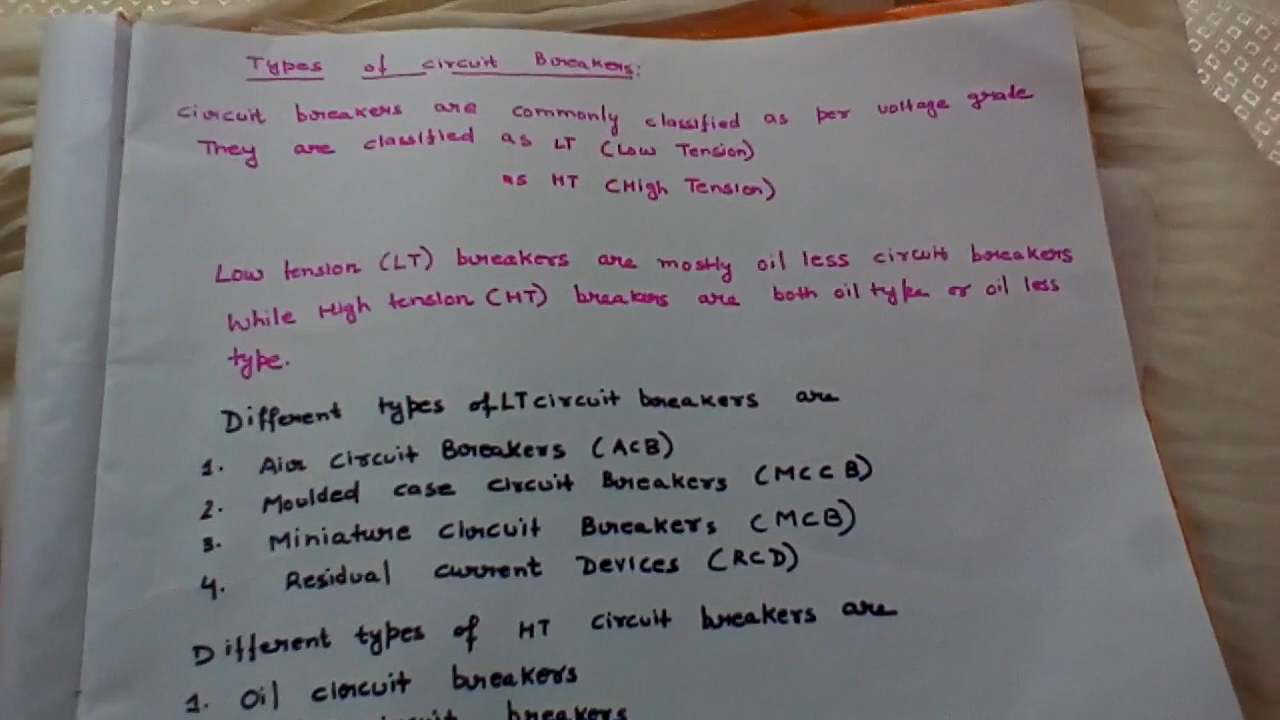 Types of circuit Breakers:
Circuit breakers are commonly classified as per voltage grade
They are classified as LT (Low Tension)
as HT (High Tension)
Low tension (LT) breakers are mostly oil less circuit breakers
While High tension (HT) breakers are both oil type or oil less
type.
Different types of LT circuit breakers are
1. Air Circuit Breakers (ACB)
2. Moulded case circuit Breakers (MCCB)
3. Miniature Circuit Breakers (MCB)
4. Residual current Devices (RCD)
Different types of HT circuit breakers are
1. Oil circuit breakers
circuit breakers